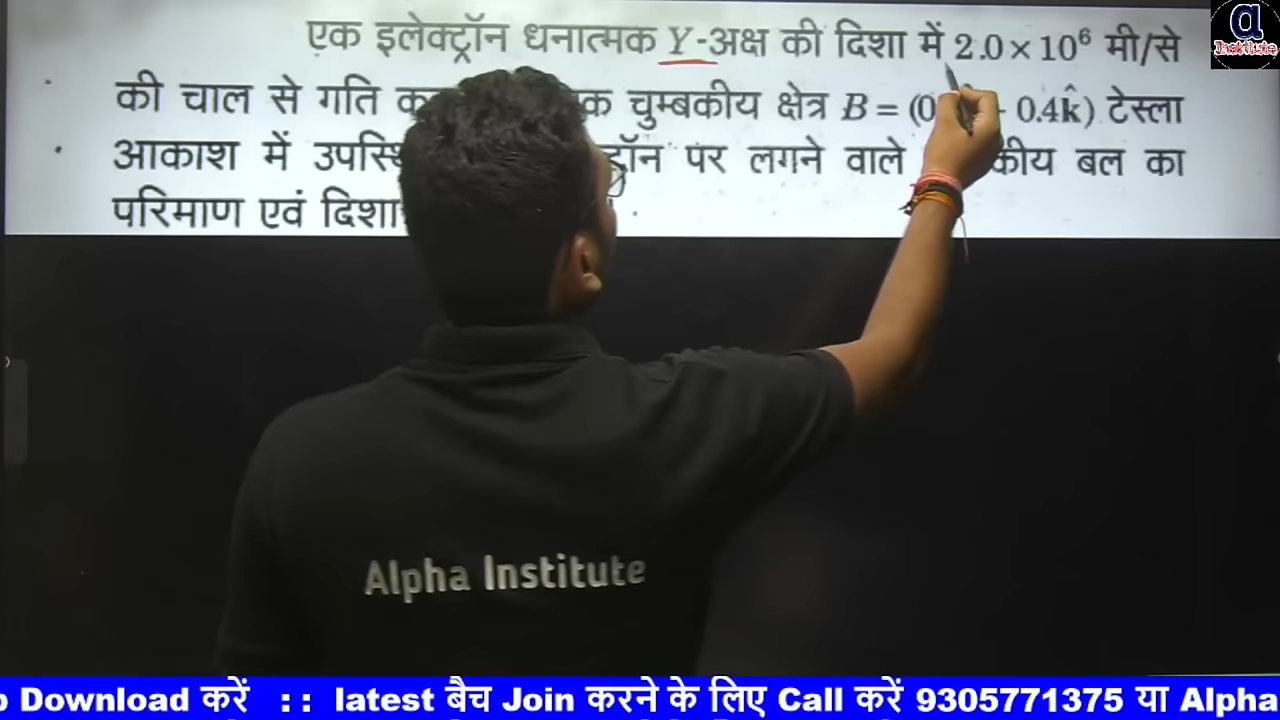 एक इलेक्ट्रॉन धनात्मक Y-अक्ष की दिशा में 2.0×10⁶ मी/से
की चाल से गति चुम्बकीय क्षेत्र B = (0 0.4k̂) टेस्ला
आकाश में पर लगने वाले बल का
परिमाण एवं दिशा
α
Institute
Alpha Institute
Download करें :: latest बैच Join करने के लिए Call करें 9305771375 या Alpha